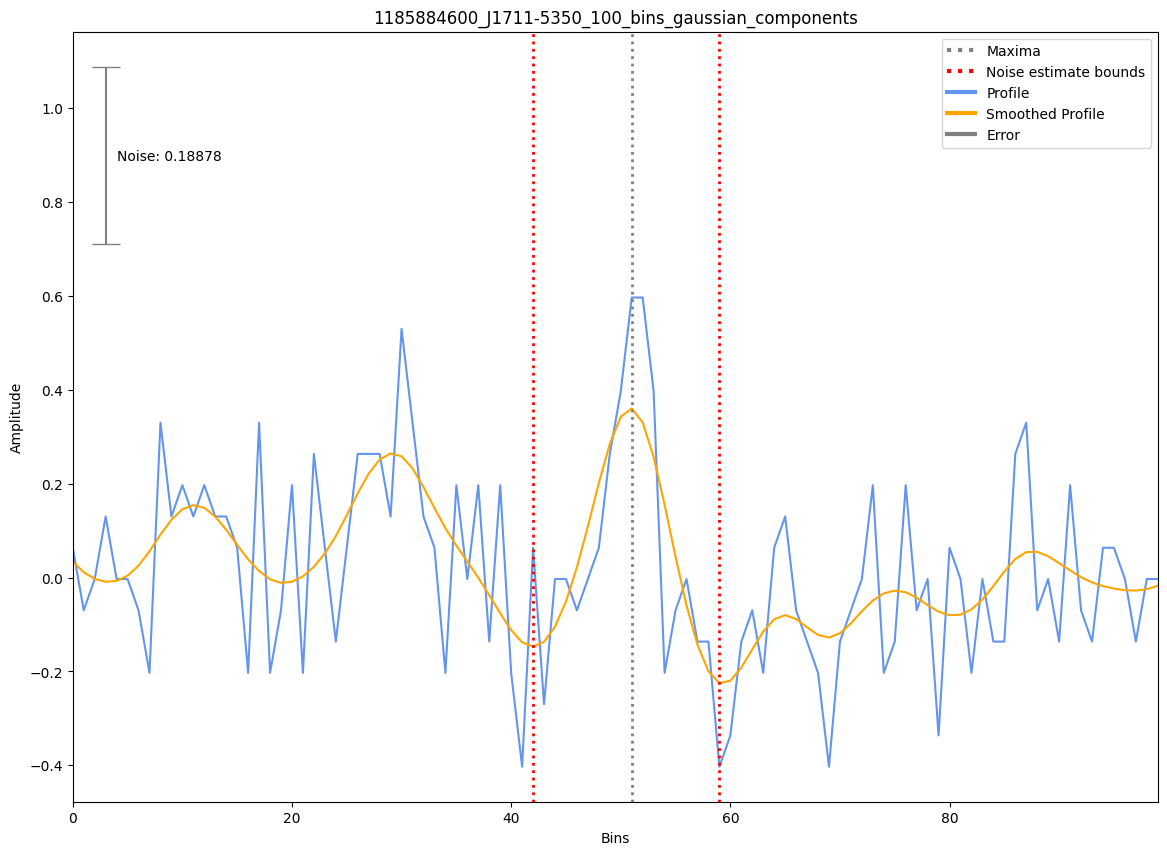 1185884600_J1711-5350_100_bins_gaussian_components
Maxima
Noise estimate bounds
Profile
Smoothed Profile
Error
Noise: 0.18878
Amplitude
1.0
0.8
0.6
0.4
0.2
0.0
−0.2
−0.4
0 20 40 60 80
Bins